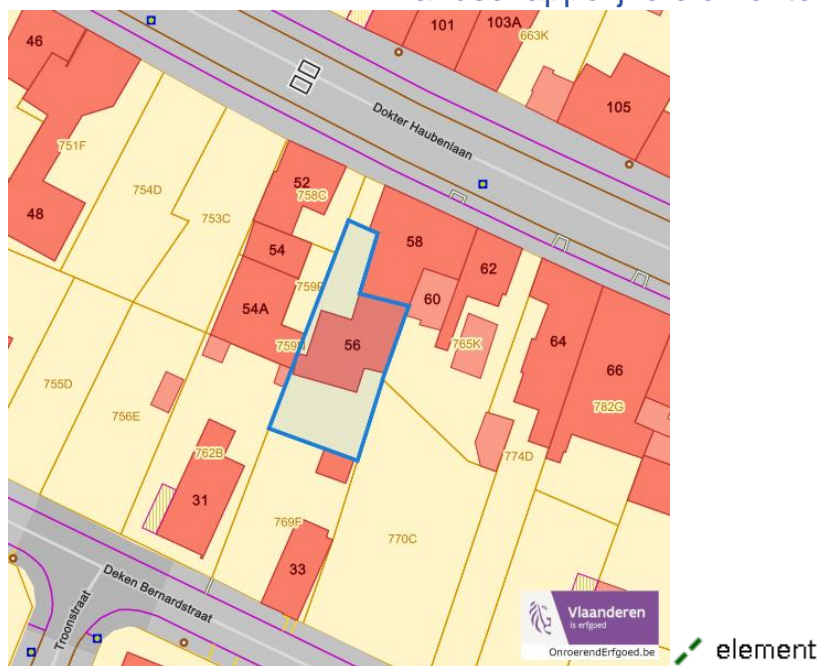 46
101
103A
663K
105
Dokter Haubenlaan
751F
754D
48
753C
52
758C
54
54A
58
62
60
56
765K
64
66
782G
755D
756E
762B
31
774D
769F
770C
33
Deken Bernardstraat
Troonstraat
Vlaanderen
is erfgoed
OnroerendErfgoed.be
element